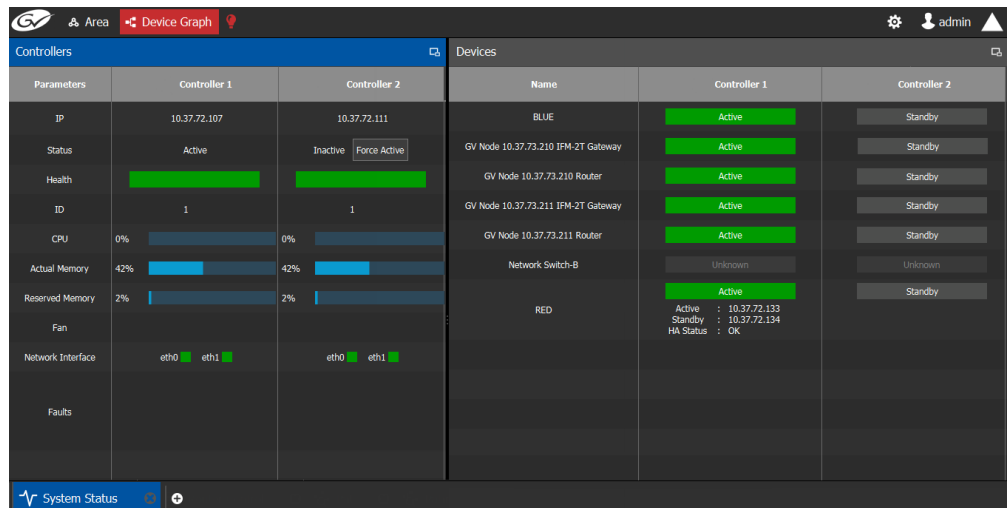 GV Area Device Graph admin
Controllers
Parameters Controller 1 Controller 2
IP 10.37.72.107 10.37.72.111
Status Active Inactive Force Active
Health
ID 1 1
CPU 0% 0%
Actual Memory 42% 42%
Reserved Memory 2% 2%
Fan
Network Interface eth0 eth1 eth0 eth1
Faults
Devices
Name Controller 1 Controller 2
BLUE Active Standby
GV Node 10.37.73.210 IFM-2T Gateway Active Standby
GV Node 10.37.73.210 Router Active Standby
GV Node 10.37.73.211 IFM-2T Gateway Active Standby
GV Node 10.37.73.211 Router Active Standby
Network Switch-B Unknown Unknown
RED Active Standby
Active : 10.37.72.133
Standby : 10.37.72.134
HA Status : OK
System Status